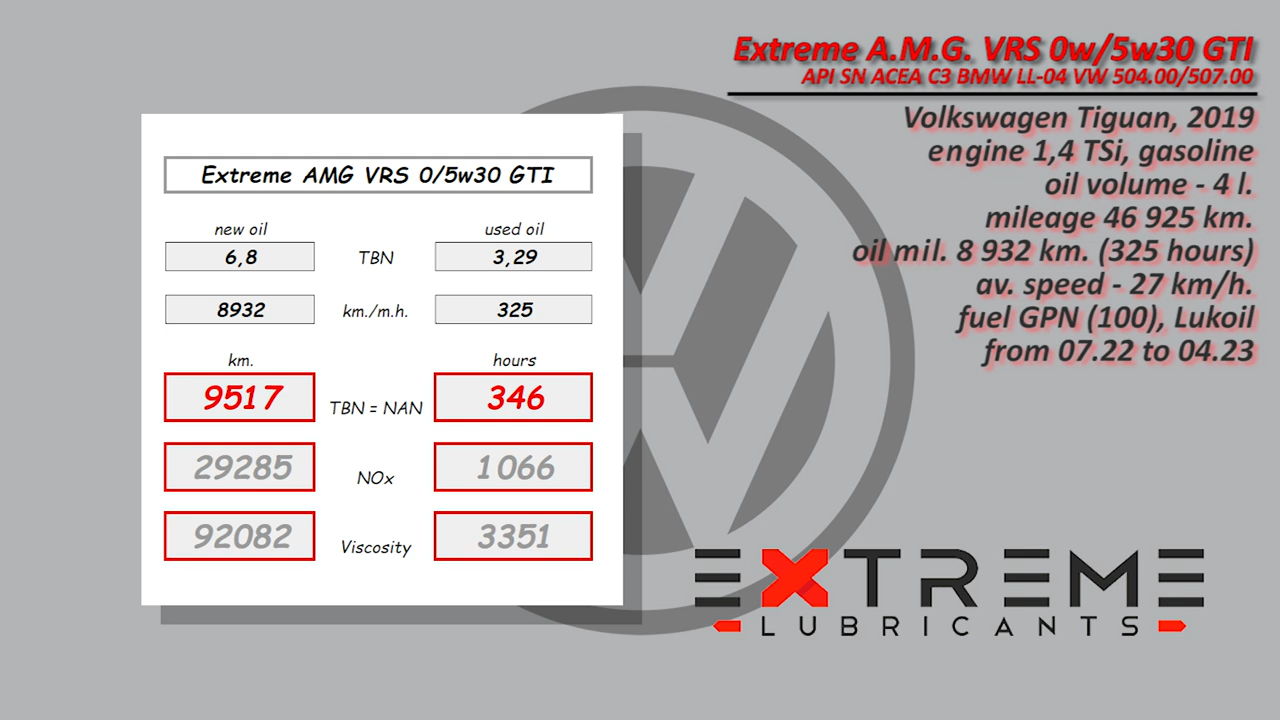 Extreme A.M.G. VRS 0w/5w30 GTI
API SN ACEA C3 BMW LL-04 VW 504.00/507.00
Volkswagen Tiguan, 2019
engine 1,4 TSi, gasoline
oil volume - 4 l.
mileage 46 925 km.
oil mil. 8 932 km. (325 hours)
av. speed - 27 km/h.
fuel GPN (100), Lukoil
from 07.22 to 04.23
Extreme AMG VRS 0/5w30 GTI
new oil used oil
6,8 TBN 3,29
8932 km./m.h. 325
km. hours
9517 TBN = NAN 346
29285 NOx 1066
92082 Viscosity 3351
EXTREME
LUBRICANTS